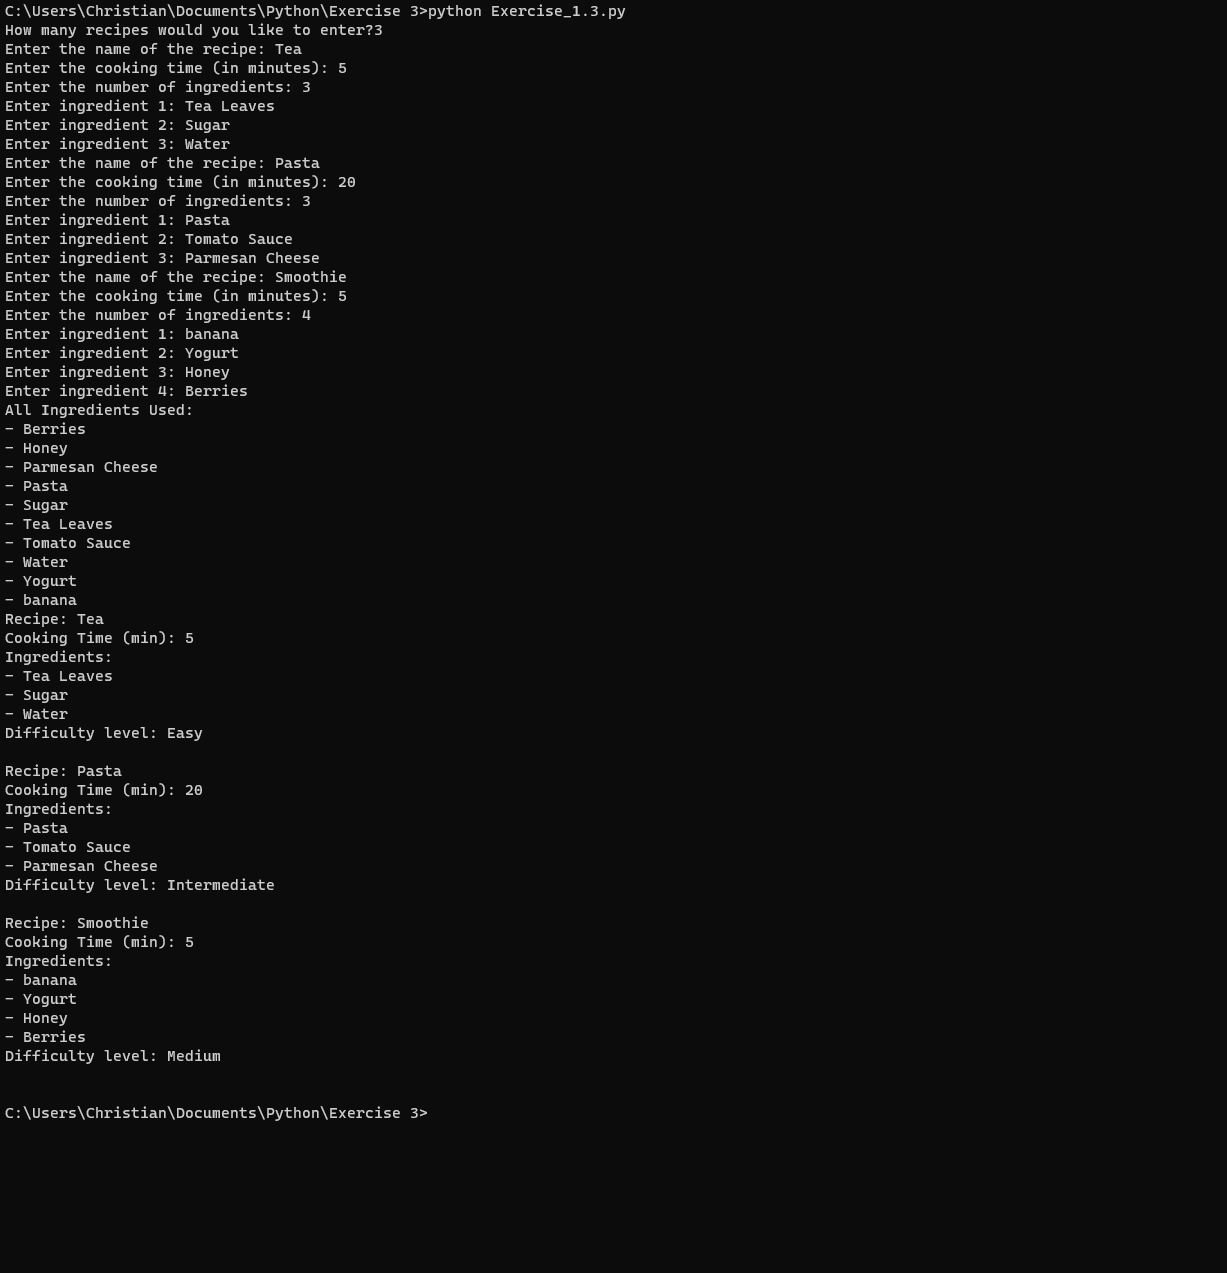 C:\Users\Christian\Documents\Python\Exercise 3>python Exercise_1.3.py
How many recipes would you like to enter?3
Enter the name of the recipe: Tea
Enter the cooking time (in minutes): 5
Enter the number of ingredients: 3
Enter ingredient 1: Tea Leaves
Enter ingredient 2: Sugar
Enter ingredient 3: Water
Enter the name of the recipe: Pasta
Enter the cooking time (in minutes): 20
Enter the number of ingredients: 3
Enter ingredient 1: Pasta
Enter ingredient 2: Tomato Sauce
Enter ingredient 3: Parmesan Cheese
Enter the name of the recipe: Smoothie
Enter the cooking time (in minutes): 5
Enter the number of ingredients: 4
Enter ingredient 1: banana
Enter ingredient 2: Yogurt
Enter ingredient 3: Honey
Enter ingredient 4: Berries
All Ingredients Used:
- Berries
- Honey
- Parmesan Cheese
- Pasta
- Sugar
- Tea Leaves
- Tomato Sauce
- Water
- Yogurt
- banana
Recipe: Tea
Cooking Time (min): 5
Ingredients:
- Tea Leaves
- Sugar
- Water
Difficulty level: Easy

Recipe: Pasta
Cooking Time (min): 20
Ingredients:
- Pasta
- Tomato Sauce
- Parmesan Cheese
Difficulty level: Intermediate

Recipe: Smoothie
Cooking Time (min): 5
Ingredients:
- banana
- Yogurt
- Honey
- Berries
Difficulty level: Medium

C:\Users\Christian\Documents\Python\Exercise 3>